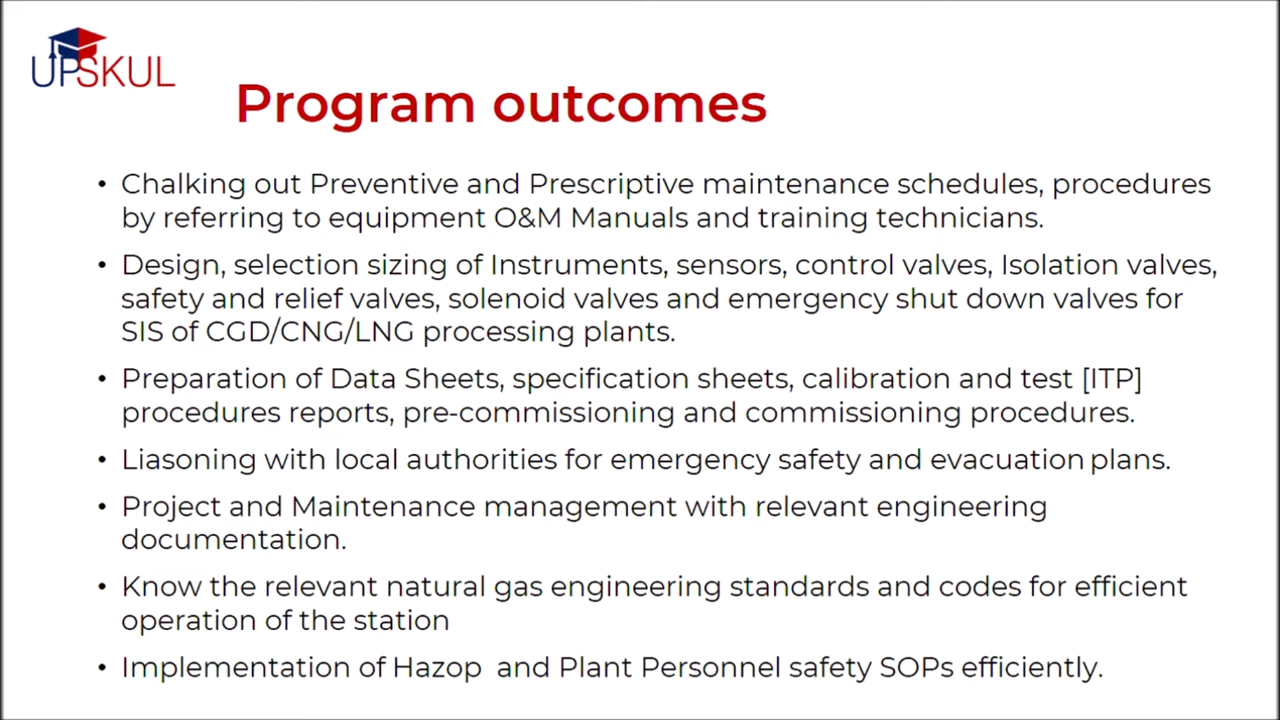 UPSKUL
Program outcomes
• Chalking out Preventive and Prescriptive maintenance schedules, procedures
by referring to equipment O&M Manuals and training technicians.
• Design, selection sizing of Instruments, sensors, control valves, Isolation valves,
safety and relief valves, solenoid valves and emergency shut down valves for
SIS of CGD/CNG/LNG processing plants.
• Preparation of Data Sheets, specification sheets, calibration and test [ITP]
procedures reports, pre-commissioning and commissioning procedures.
• Liasoning with local authorities for emergency safety and evacuation plans.
• Project and Maintenance management with relevant engineering
documentation.
• Know the relevant natural gas engineering standards and codes for efficient
operation of the station
• Implementation of Hazop  and Plant Personnel safety SOPs efficiently.